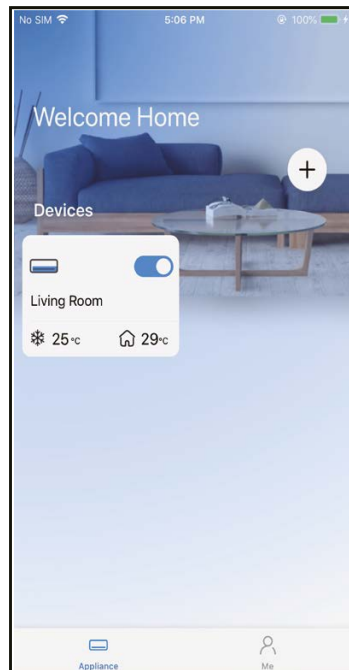 No SIM 5:06 PM 100%
Welcome Home
+
Devices
Living Room
25°C 29°C
Appliance Me